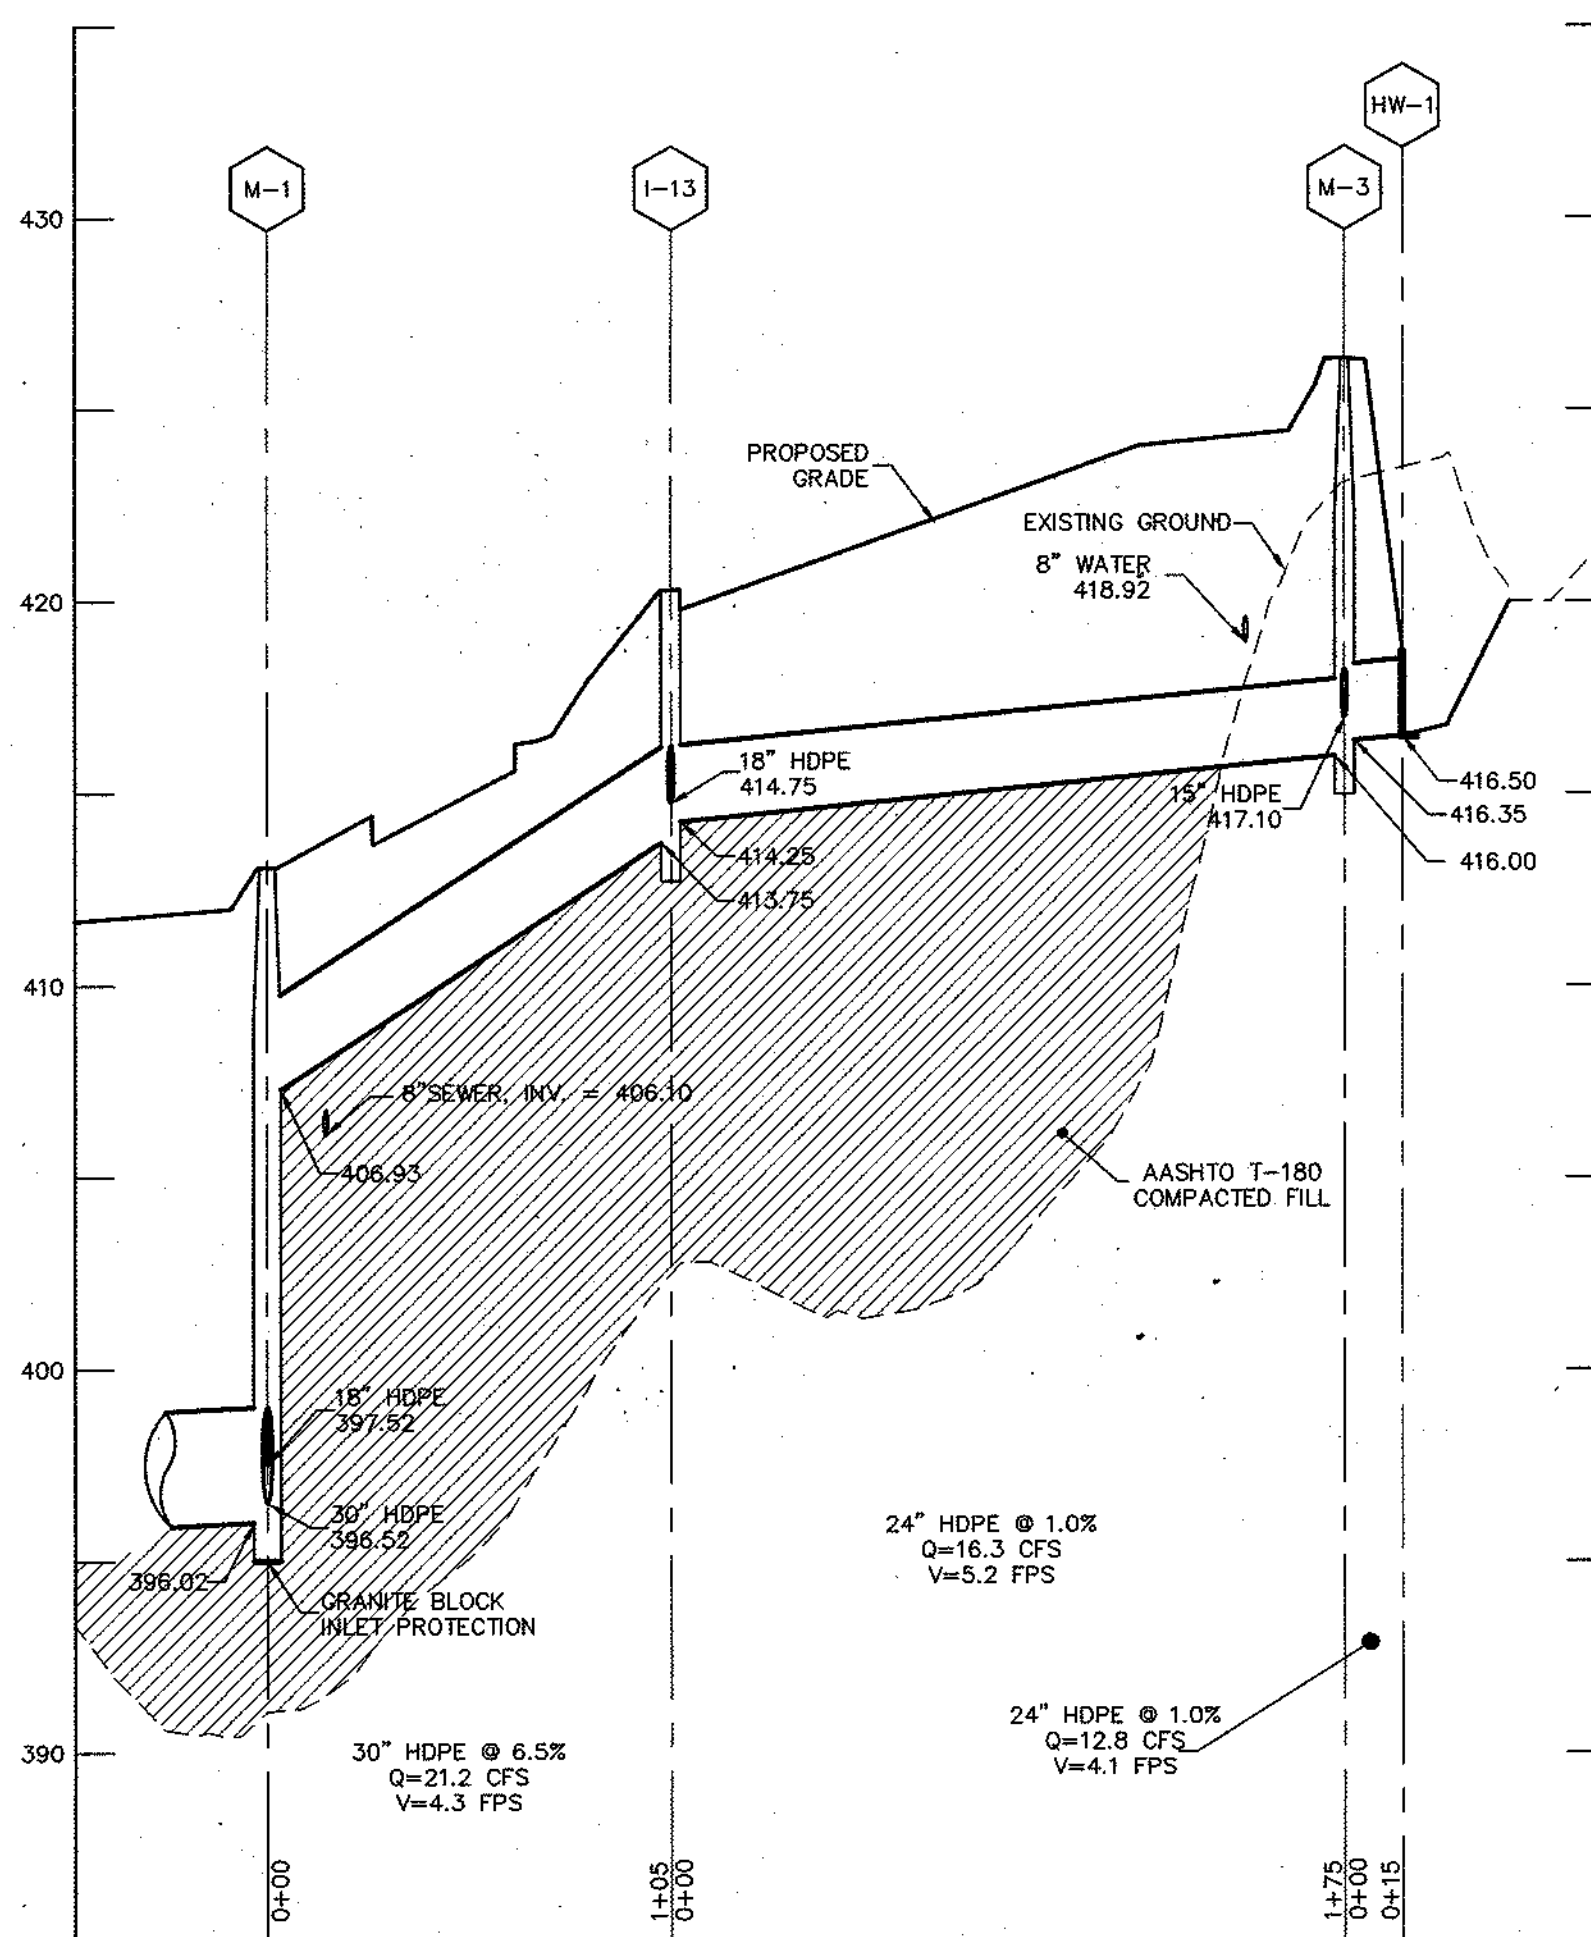 HW-1
M-1
I-13
M-3
430
PROPOSED
GRADE
EXISTING GROUND
8" WATER
418.92
420
18" HDPE
414.75
15" HDPE
417.10
416.50
416.35
416.00
414.25
413.75
410
8"SEWER, INV. = 406.10
406.93
AASHTO T-180
COMPACTED FILL
400
18" HDPE
397.52
30" HDPE
396.52
396.02
GRANITE BLOCK
INLET PROTECTION
24" HDPE @ 1.0%
Q=16.3 CFS
V=5.2 FPS
24" HDPE @ 1.0%
Q=12.8 CFS
V=4.1 FPS
390
30" HDPE @ 6.5%
Q=21.2 CFS
V=4.3 FPS
0+00
1+05
0+00
1+75
0+00
0+15